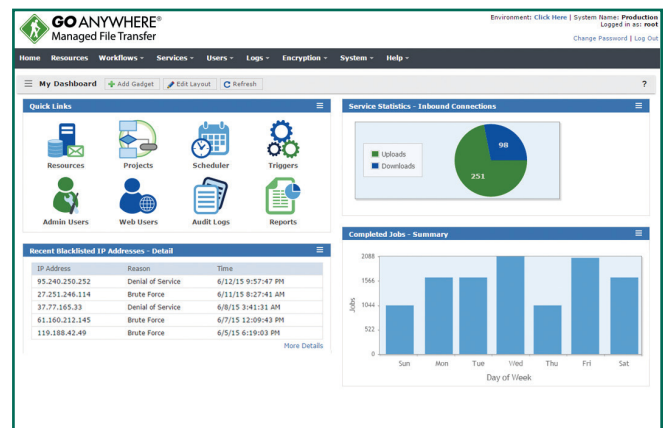 GO ANYWHERE®
Managed File Transfer
Environment: Click Here | System Name: Production
Logged in as: root
Change Password | Log Out
Home Resources Workflows Services Users Logs Encryption System Help
My Dashboard Add Gadget Edit Layout Refresh ?
Quick Links
Resources Projects Scheduler Triggers
Admin Users Web Users Audit Logs Reports
Recent Blacklisted IP Addresses - Detail
IP Address Reason Time
95.240.250.252 Denial of Service 6/12/15 9:57:47 PM
27.251.246.114 Brute Force 6/11/15 8:27:41 AM
37.77.165.33 Denial of Service 6/8/15 3:41:31 AM
61.160.212.145 Brute Force 6/7/15 12:09:43 PM
119.188.42.49 Brute Force 6/5/15 6:19:03 PM
More Details
Service Statistics - Inbound Connections
Uploads
Downloads
98
251
Completed Jobs - Summary
Jobs
2088
1566
1044
522
0
Sun Mon Tue Wed Thu Fri Sat
Day of Week